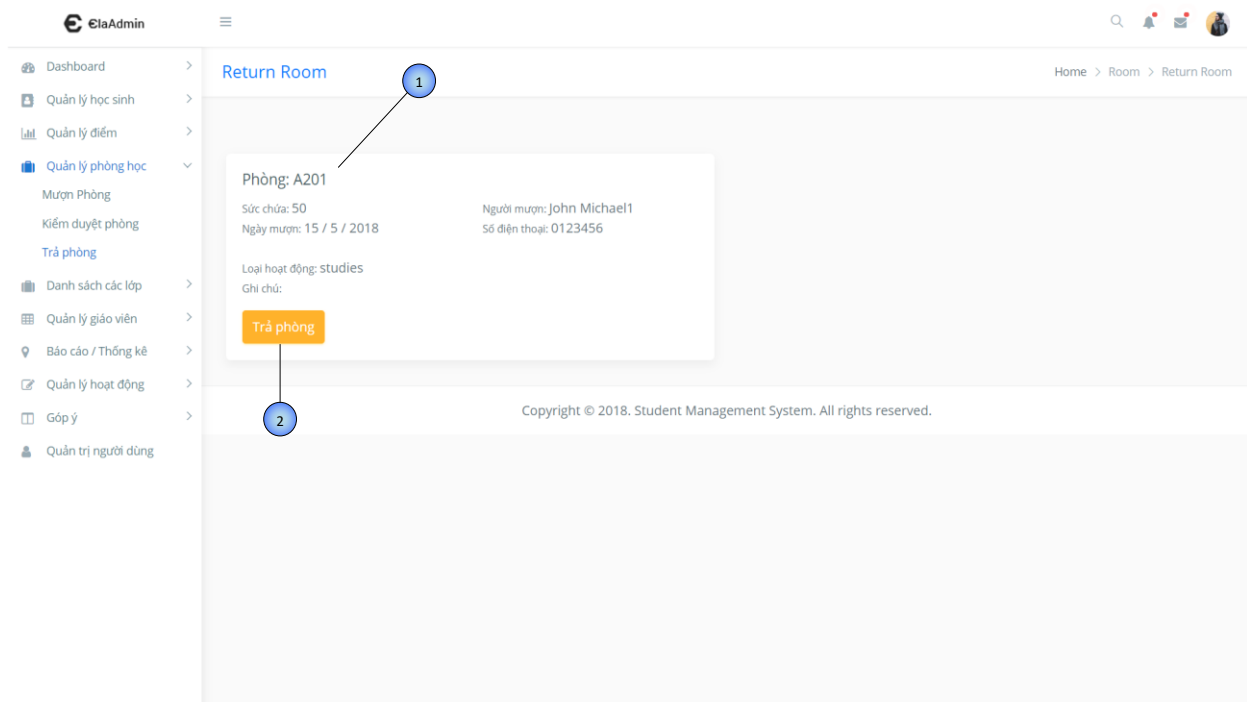 ElaAdmin
Dashboard
Quản lý học sinh
Quản lý điểm
Quản lý phòng học
Mượn Phòng
Kiểm duyệt phòng
Trả phòng
Danh sách các lớp
Quản lý giáo viên
Báo cáo / Thống kê
Quản lý hoạt động
Góp ý
Quản trị người dùng
Return Room
Home > Room > Return Room
1
Phòng: A201
Sức chứa: 50
Người mượn: John Michael1
Ngày mượn: 15 / 5 / 2018
Số điện thoại: 0123456
Loại hoạt động: studies
Ghi chú:
Trả phòng
2
Copyright © 2018. Student Management System. All rights reserved.